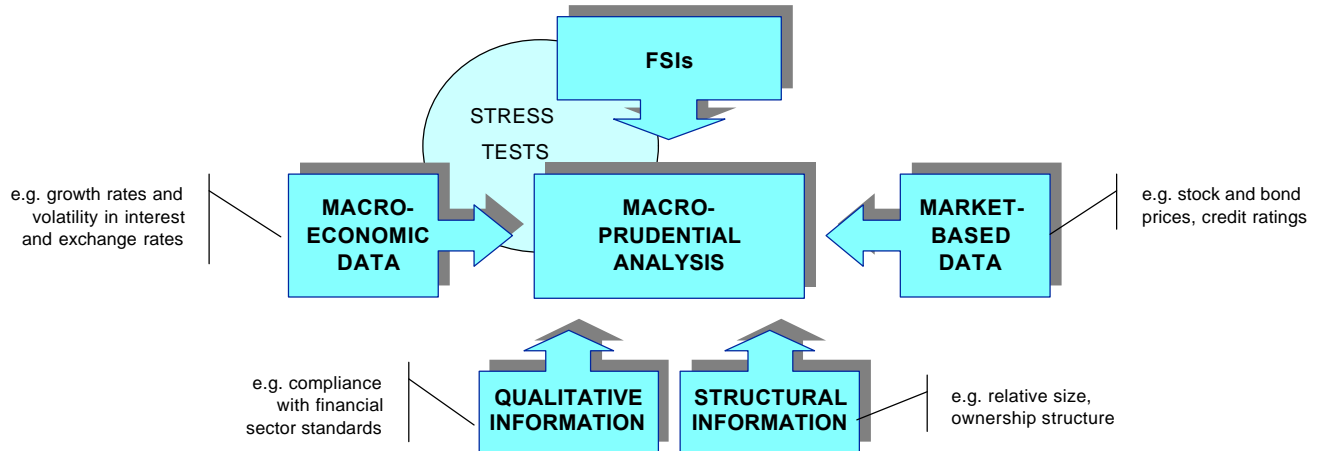 FSIs
STRESS
TESTS
e.g. growth rates and
volatility in interest
and exchange rates
MACRO-
ECONOMIC
DATA
MACRO-
PRUDENTIAL
ANALYSIS
MARKET-
BASED
DATA
e.g. stock and bond
prices, credit ratings
e.g. compliance
with financial
sector standards
QUALITATIVE
INFORMATION
STRUCTURAL
INFORMATION
e.g. relative size,
ownership structure